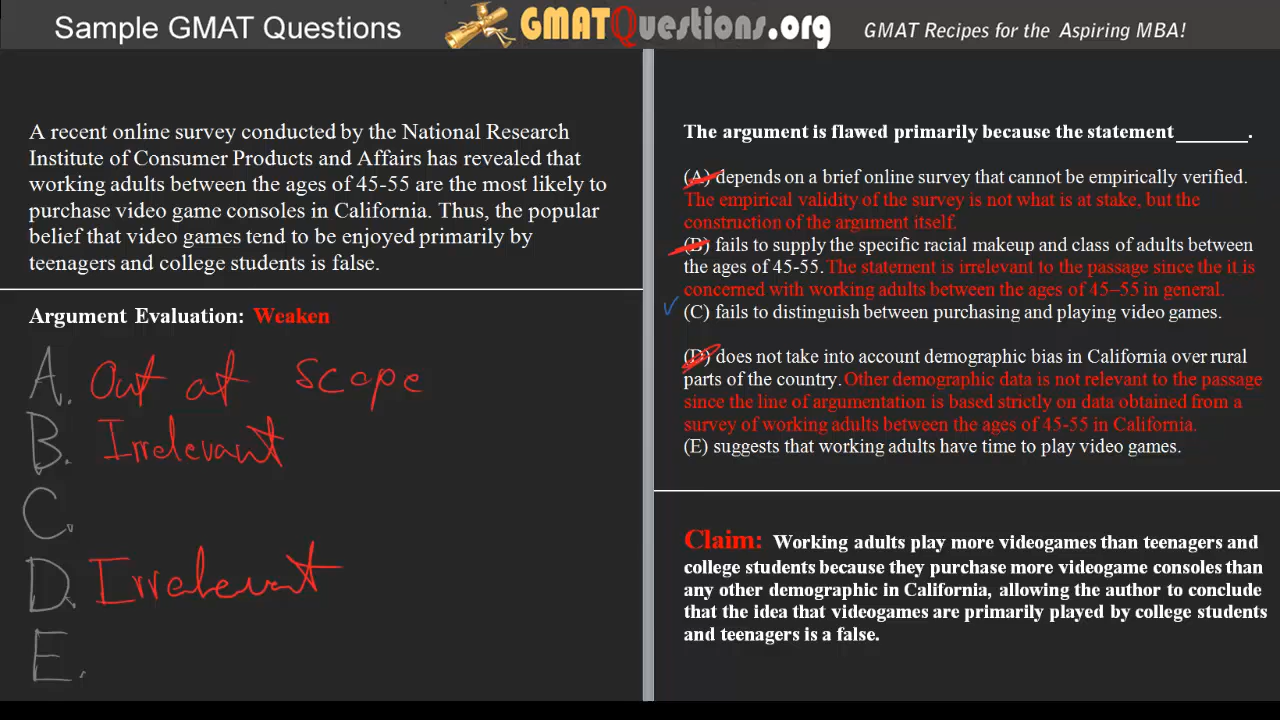 Sample GMAT Questions
GMATQuestions.org
GMAT Recipes for the Aspiring MBA!
A recent online survey conducted by the National Research
Institute of Consumer Products and Affairs has revealed that
working adults between the ages of 45-55 are the most likely to
purchase video game consoles in California. Thus, the popular
belief that video games tend to be enjoyed primarily by
teenagers and college students is false.
Argument Evaluation: Weaken
A. Out at scope
B. Irrelevant
C.
D. Irrelevant
E.
The argument is flawed primarily because the statement_______.
(A) depends on a brief online survey that cannot be empirically verified.
The empirical validity of the survey is not what is at stake, but the
construction of the argument itself.
(B) fails to supply the specific racial makeup and class of adults between
the ages of 45-55. The statement is irrelevant to the passage since the it is
concerned with working adults between the ages of 45–55 in general.
(C) fails to distinguish between purchasing and playing video games.
(D) does not take into account demographic bias in California over rural
parts of the country. Other demographic data is not relevant to the passage
since the line of argumentation is based strictly on data obtained from a
survey of working adults between the ages of 45-55 in California.
(E) suggests that working adults have time to play video games.
Claim: Working adults play more videogames than teenagers and
college students because they purchase more videogame consoles than
any other demographic in California, allowing the author to conclude
that the idea that videogames are primarily played by college students
and teenagers is a false.